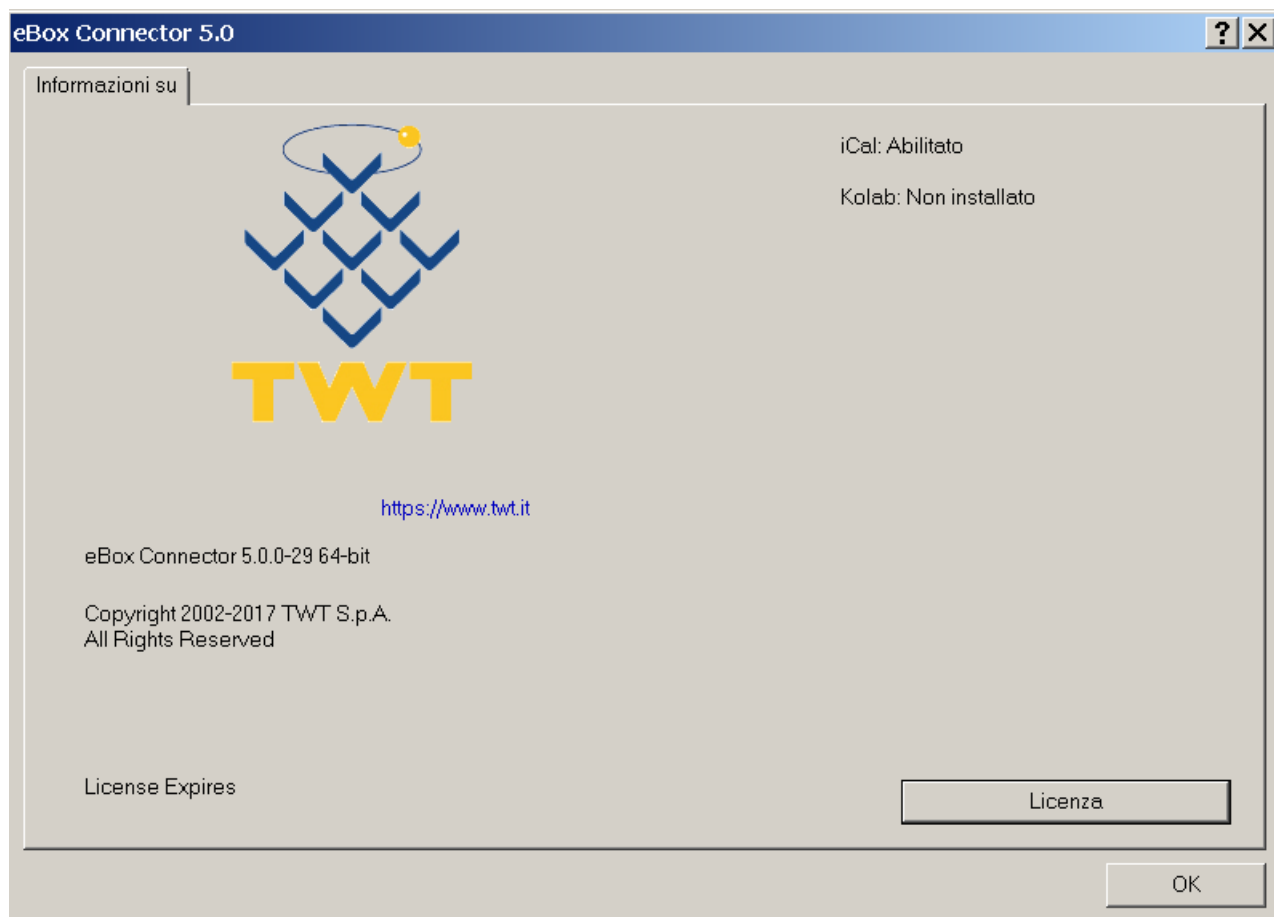 eBox Connector 5.0
Informazioni su
iCal: Abilitato
Kolab: Non installato
TWT
https://www.twt.it
eBox Connector 5.0.0-29 64-bit
Copyright 2002-2017 TWT S.p.A.
All Rights Reserved
License Expires
Licenza
OK